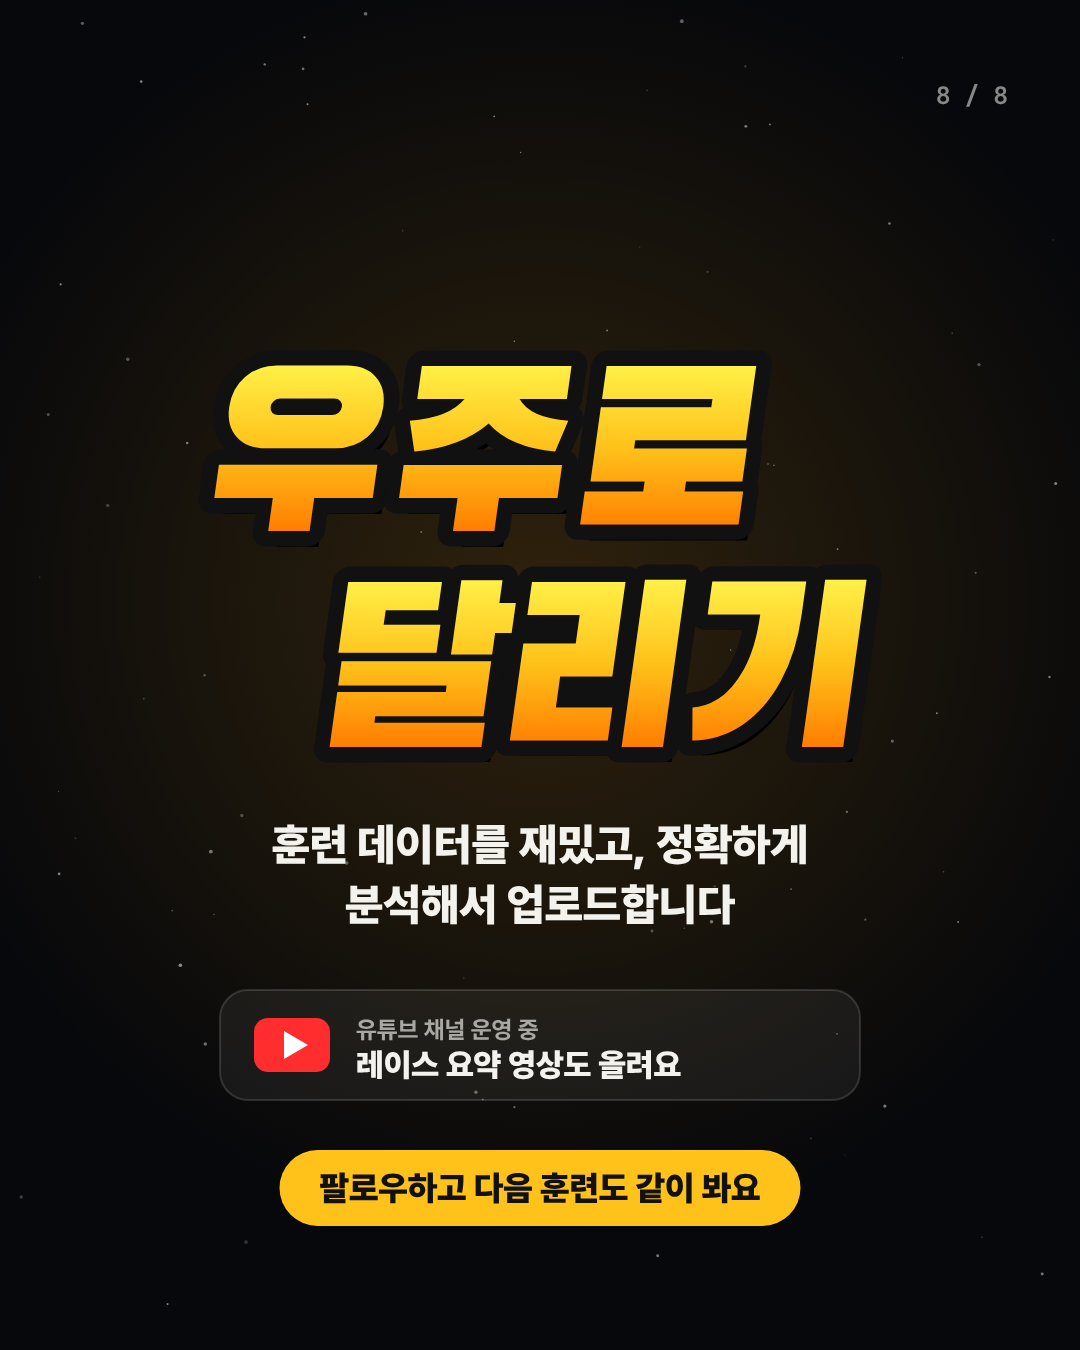 8 / 8
우주로
달리기
훈련 데이터를 재밌고, 정확하게
분석해서 업로드합니다
유튜브 채널 운영 중
레이스 요약 영상도 올려요
팔로우하고 다음 훈련도 같이 봐요